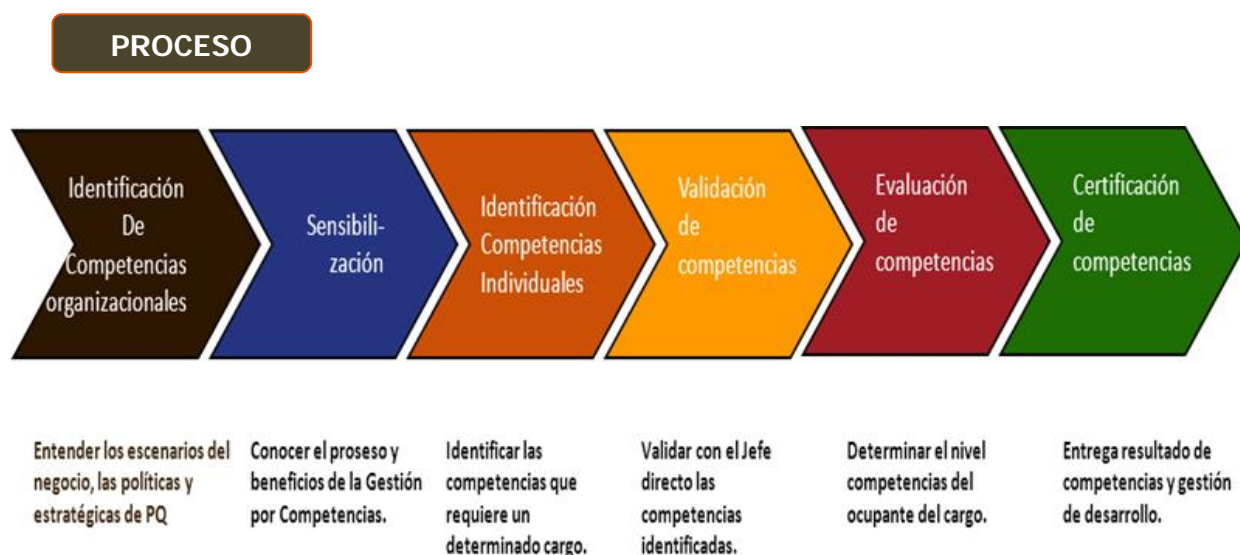 PROCESO
Identificación
De
Competencias
organizacionales
Sensibili-
zación
Identificación
Competencias
Individuales
Validación
de
competencias
Evaluación
de
competencias
Certificación
de
competencias
Entender los escenarios del
negocio, las políticas y
estratégicas de PQ
Conocer el proseso y
beneficios de la Gestión
por Competencias.
Identificar las
competencias que
requiere un
determinado cargo.
Validar con el Jefe
directo las
competencias
identificadas.
Determinar el nivel
competencias del
ocupante del cargo.
Entrega resultado de
competencias y gestión
de desarrollo.